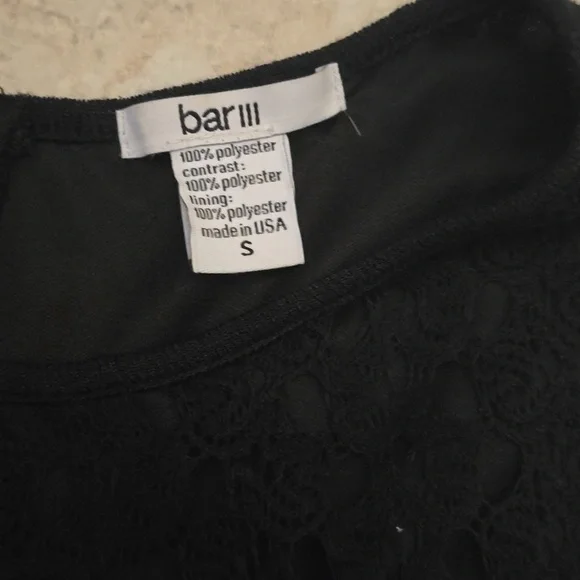 bar III
100% polyester
contrast:
100% polyester
lining:
100% polyester
made in USA
S